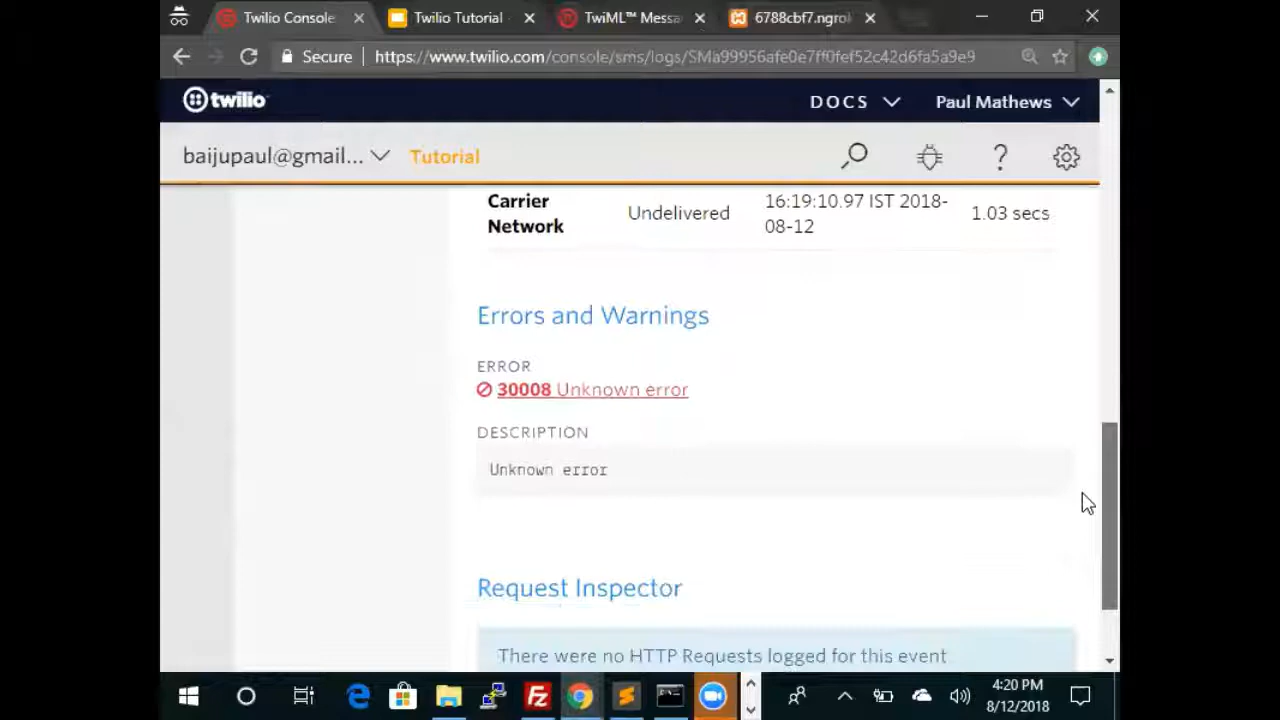 Twilio Console
Twilio Tutorial
TwiML™ Messa
6788cbf7.ngrok
Secure
https://www.twilio.com/console/sms/logs/SMa99956afe0e7ff0fef52c42d6fa5a9e9
twilio
DOCS
Paul Mathews
baijupaul@gmail...
Tutorial
?
Carrier
Network
Undelivered
16:19:10.97 IST 2018-
08-12
1.03 secs
Errors and Warnings
ERROR
30008 Unknown error
DESCRIPTION
Unknown error
Request Inspector
There were no HTTP Requests logged for this event
4:20 PM
8/12/2018